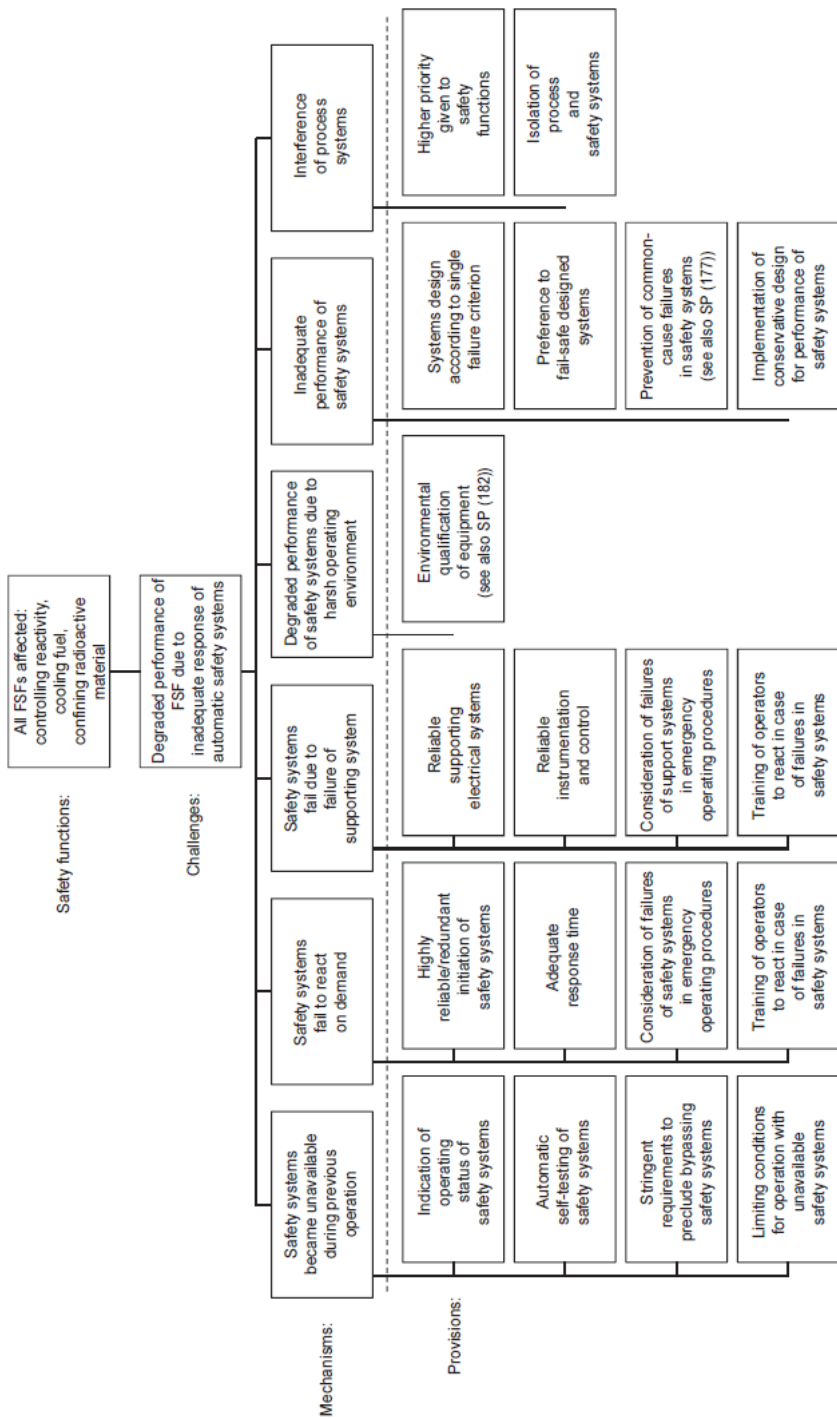 Safety functions:
All FSFs affected:
controlling reactivity,
cooling fuel,
confining radioactive
material
Challenges:
Degraded performance of
FSF due to
inadequate response of
automatic safety systems
Mechanisms:
Safety systems
became unavailable
during previous
operation
Safety systems
fail to react
on demand
Safety systems
fail due to
failure of
supporting system
Degraded performance
of safety systems due to
harsh operating
environment
Inadequate
performance of
safety systems
Interference
of process
systems
Provisions:
Indication of
operating
status of
safety systems
Automatic
self-testing of
safety systems
Stringent
requirements to
preclude bypassing
safety systems
Limiting conditions
for operation with
unavailable
safety systems
Highly
reliable/redundant
initiation of
safety systems
Adequate
response time
Consideration of failures
of safety systems
in emergency
operating procedures
Training of operators
to react in case
of failures in
safety systems
Reliable
supporting
electrical systems
Reliable
instrumentation
and control
Consideration of failures
of support systems
in emergency
operating procedures
Training of operators
to react in case
of failures in
safety systems
Environmental
qualification
of equipment
(see also SP (182))
Systems design
according to single
failure criterion
Preference to
fail-safe designed
systems
Prevention of common-
cause failures
in safety systems
(see also SP (177))
Implementation of
conservative design
for performance of
safety systems
Higher priority
given to
safety
functions
Isolation of
process
and
safety systems